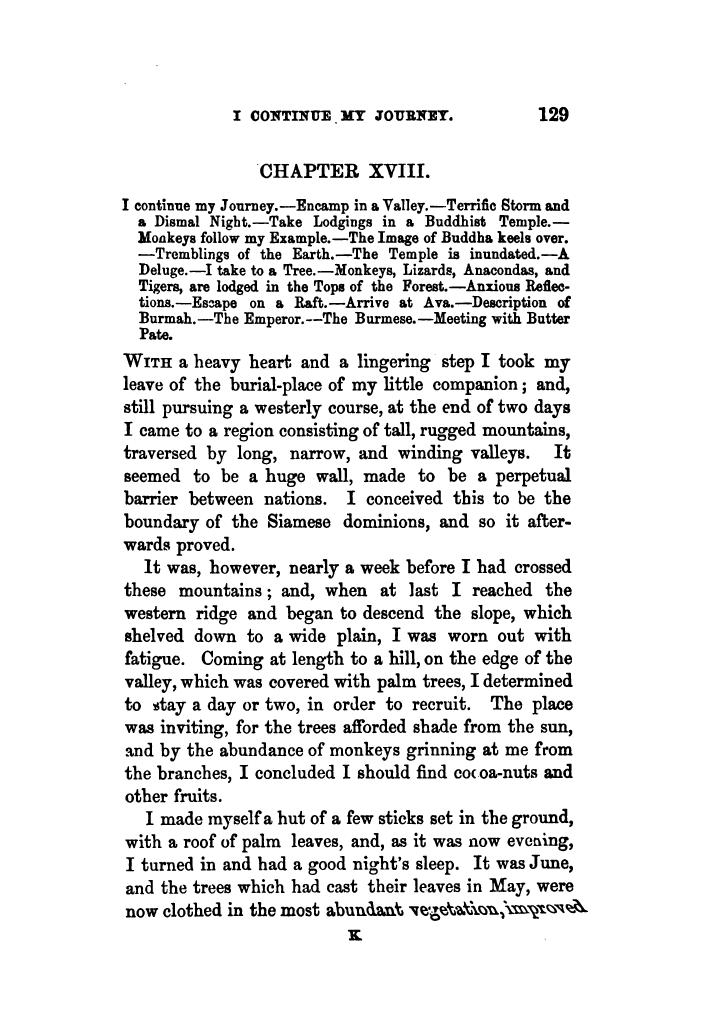 I CONTINUE MY JOURNEY. 129
CHAPTER XVIII.
I continue my Journey.—Encamp in a Valley.—Terrific Storm and
a Dismal Night.—Take Lodgings in a Buddhist Temple.—
Monkeys follow my Example.—The Image of Buddha keels over.
—Tremblings of the Earth.—The Temple is inundated.—A
Deluge.—I take to a Tree.—Monkeys, Lizards, Anacondas, and
Tigers, are lodged in the Tops of the Forest.—Anxious Reflec-
tions.—Escape on a Raft.—Arrive at Ava.—Description of
Burmah.—The Emperor.—The Burmese.—Meeting with Butter
Pate.
WITH a heavy heart and a lingering step I took my
leave of the burial-place of my little companion; and,
still pursuing a westerly course, at the end of two days
I came to a region consisting of tall, rugged mountains,
traversed by long, narrow, and winding valleys. It
seemed to be a huge wall, made to be a perpetual
barrier between nations. I conceived this to be the
boundary of the Siamese dominions, and so it after-
wards proved.
It was, however, nearly a week before I had crossed
these mountains; and, when at last I reached the
western ridge and began to descend the slope, which
shelved down to a wide plain, I was worn out with
fatigue. Coming at length to a hill, on the edge of the
valley, which was covered with palm trees, I determined
to stay a day or two, in order to recruit. The place
was inviting, for the trees afforded shade from the sun,
and by the abundance of monkeys grinning at me from
the branches, I concluded I should find cocoa-nuts and
other fruits.
I made myself a hut of a few sticks set in the ground,
with a roof of palm leaves, and, as it was now evening,
I turned in and had a good night's sleep. It was June,
and the trees which had cast their leaves in May, were
now clothed in the most abundant vegetation, improved
K